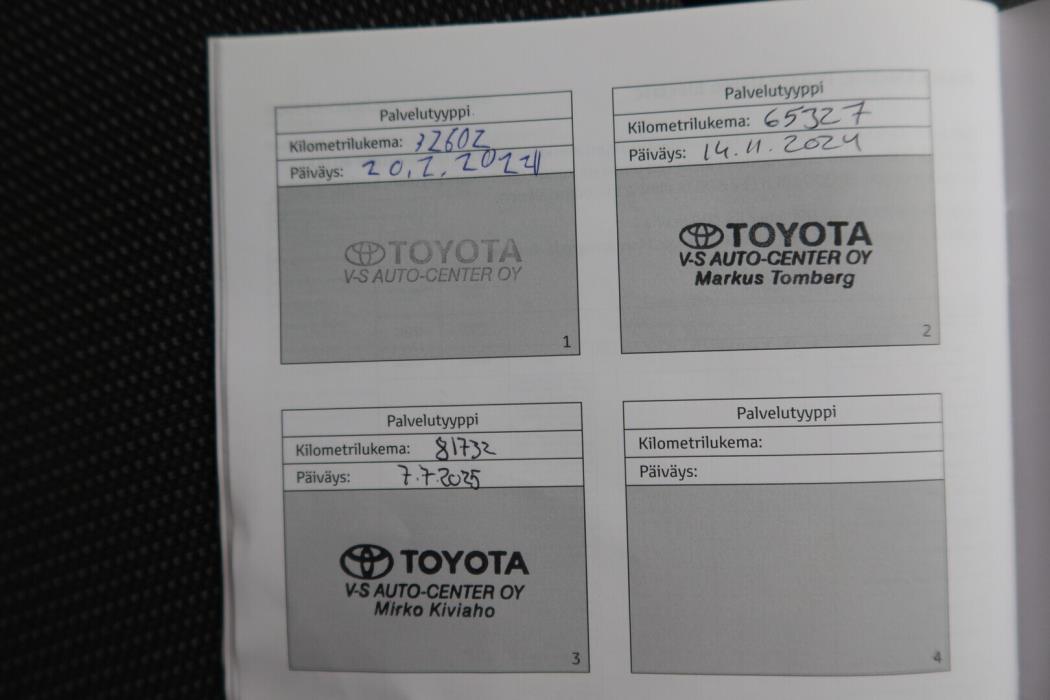 Palvelutyyppi
Kilometrilukema: 32602
Päiväys: 20.2.2024
TOYOTA
V-S AUTO-CENTER OY
1
Palvelutyyppi
Kilometrilukema: 65327
Päiväys: 14.11.2024
TOYOTA
V-S AUTO-CENTER OY
Markus Tomberg
2
Palvelutyyppi
Kilometrilukema: 81732
Päiväys: 7.7.2025
TOYOTA
V-S AUTO-CENTER OY
Mirko Kiviaho
3
Palvelutyyppi
Kilometrilukema:
Päiväys:
4